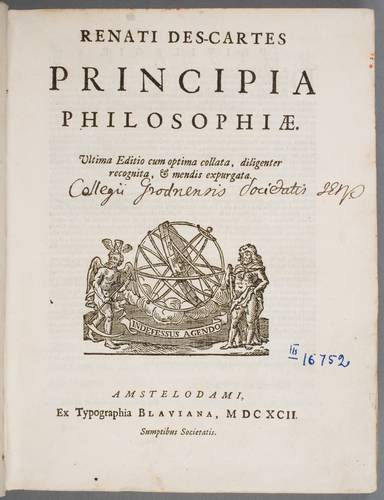 RENATI DES-CARTES
PRINCIPIA
PHILOSOPHIÆ.
Ultima Editio cum optima collata, diligenter
recognita, & mendis expurgata.
Collegii Grodnensis Societatis
INDEFESSUS AGENDO
III
16752
AMSTELODAMI,
Ex Typographia BLAVIANA, MDCXCII.
Sumptibus Societatis.